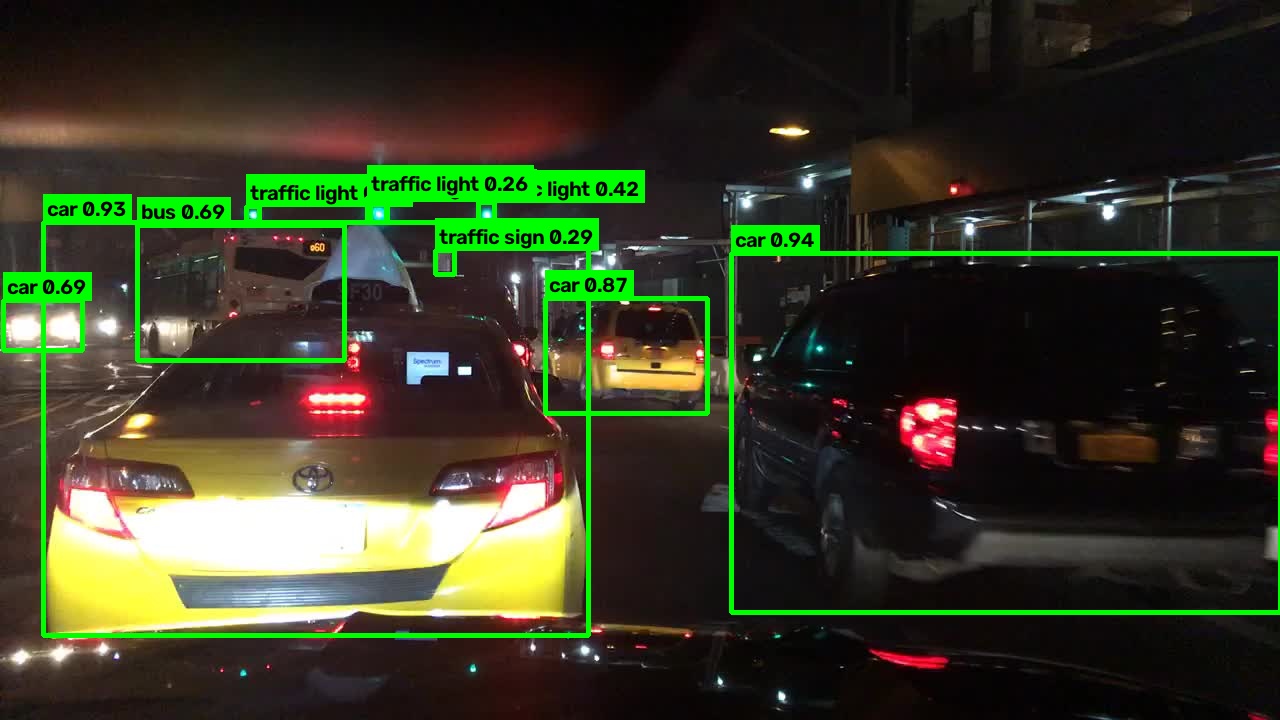 traffic light
traffic light 0.26
c light 0.42
car 0.93
bus 0.69
traffic sign 0.29
car 0.94
car 0.69
car 0.87
F30
Spectrum